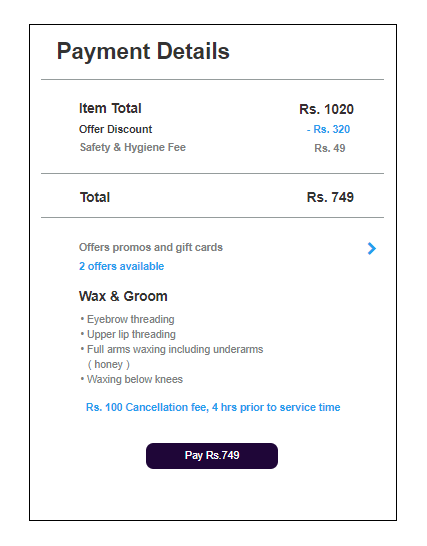 Payment Details
Item Total Rs. 1020
Offer Discount - Rs. 320
Safety & Hygiene Fee Rs. 49
Total Rs. 749
Offers promos and gift cards
2 offers available
Wax & Groom
• Eyebrow threading
• Upper lip threading
• Full arms waxing including underarms
( honey )
• Waxing below knees
Rs. 100 Cancellation fee, 4 hrs prior to service time
Pay Rs.749